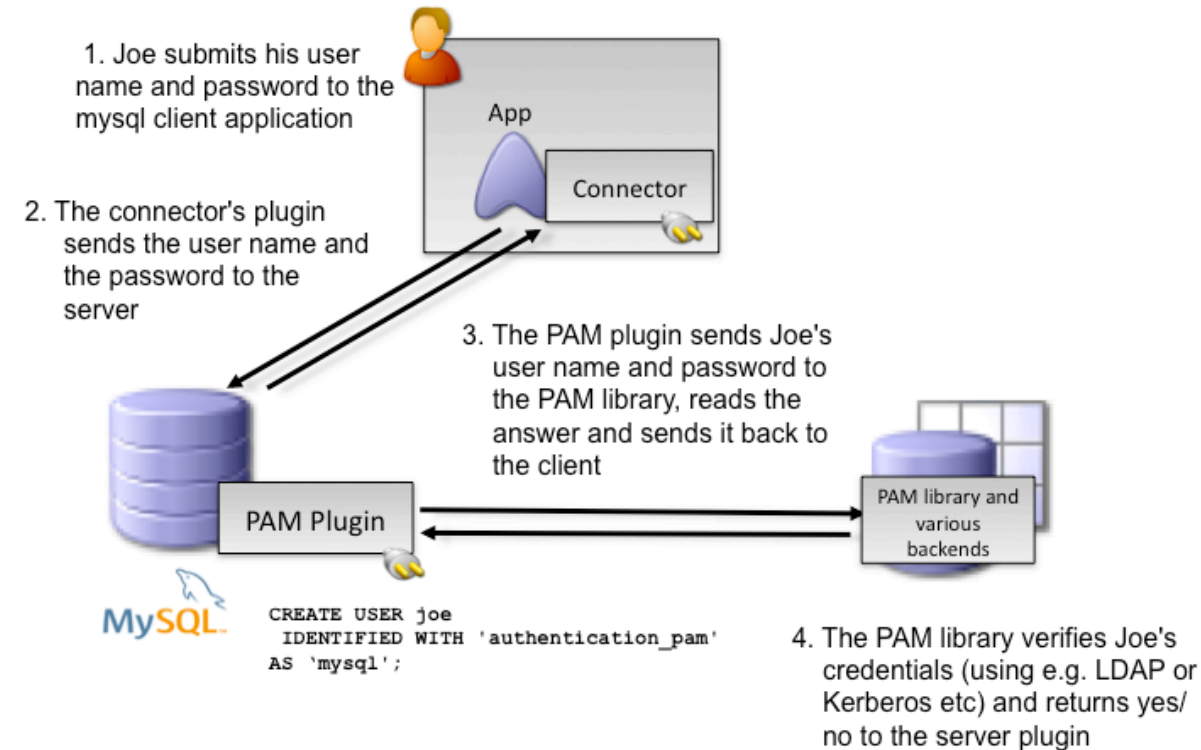 1. Joe submits his user
name and password to the
mysql client application
App
Connector
2. The connector's plugin
sends the user name and
the password to the
server
3. The PAM plugin sends Joe's
user name and password to
the PAM library, reads the
answer and sends it back to
the client
PAM Plugin
PAM library and
various
backends
MySQL™
CREATE USER joe
IDENTIFIED WITH 'authentication_pam'
AS `mysql';
4. The PAM library verifies Joe's
credentials (using e.g. LDAP or
Kerberos etc) and returns yes/
no to the server plugin